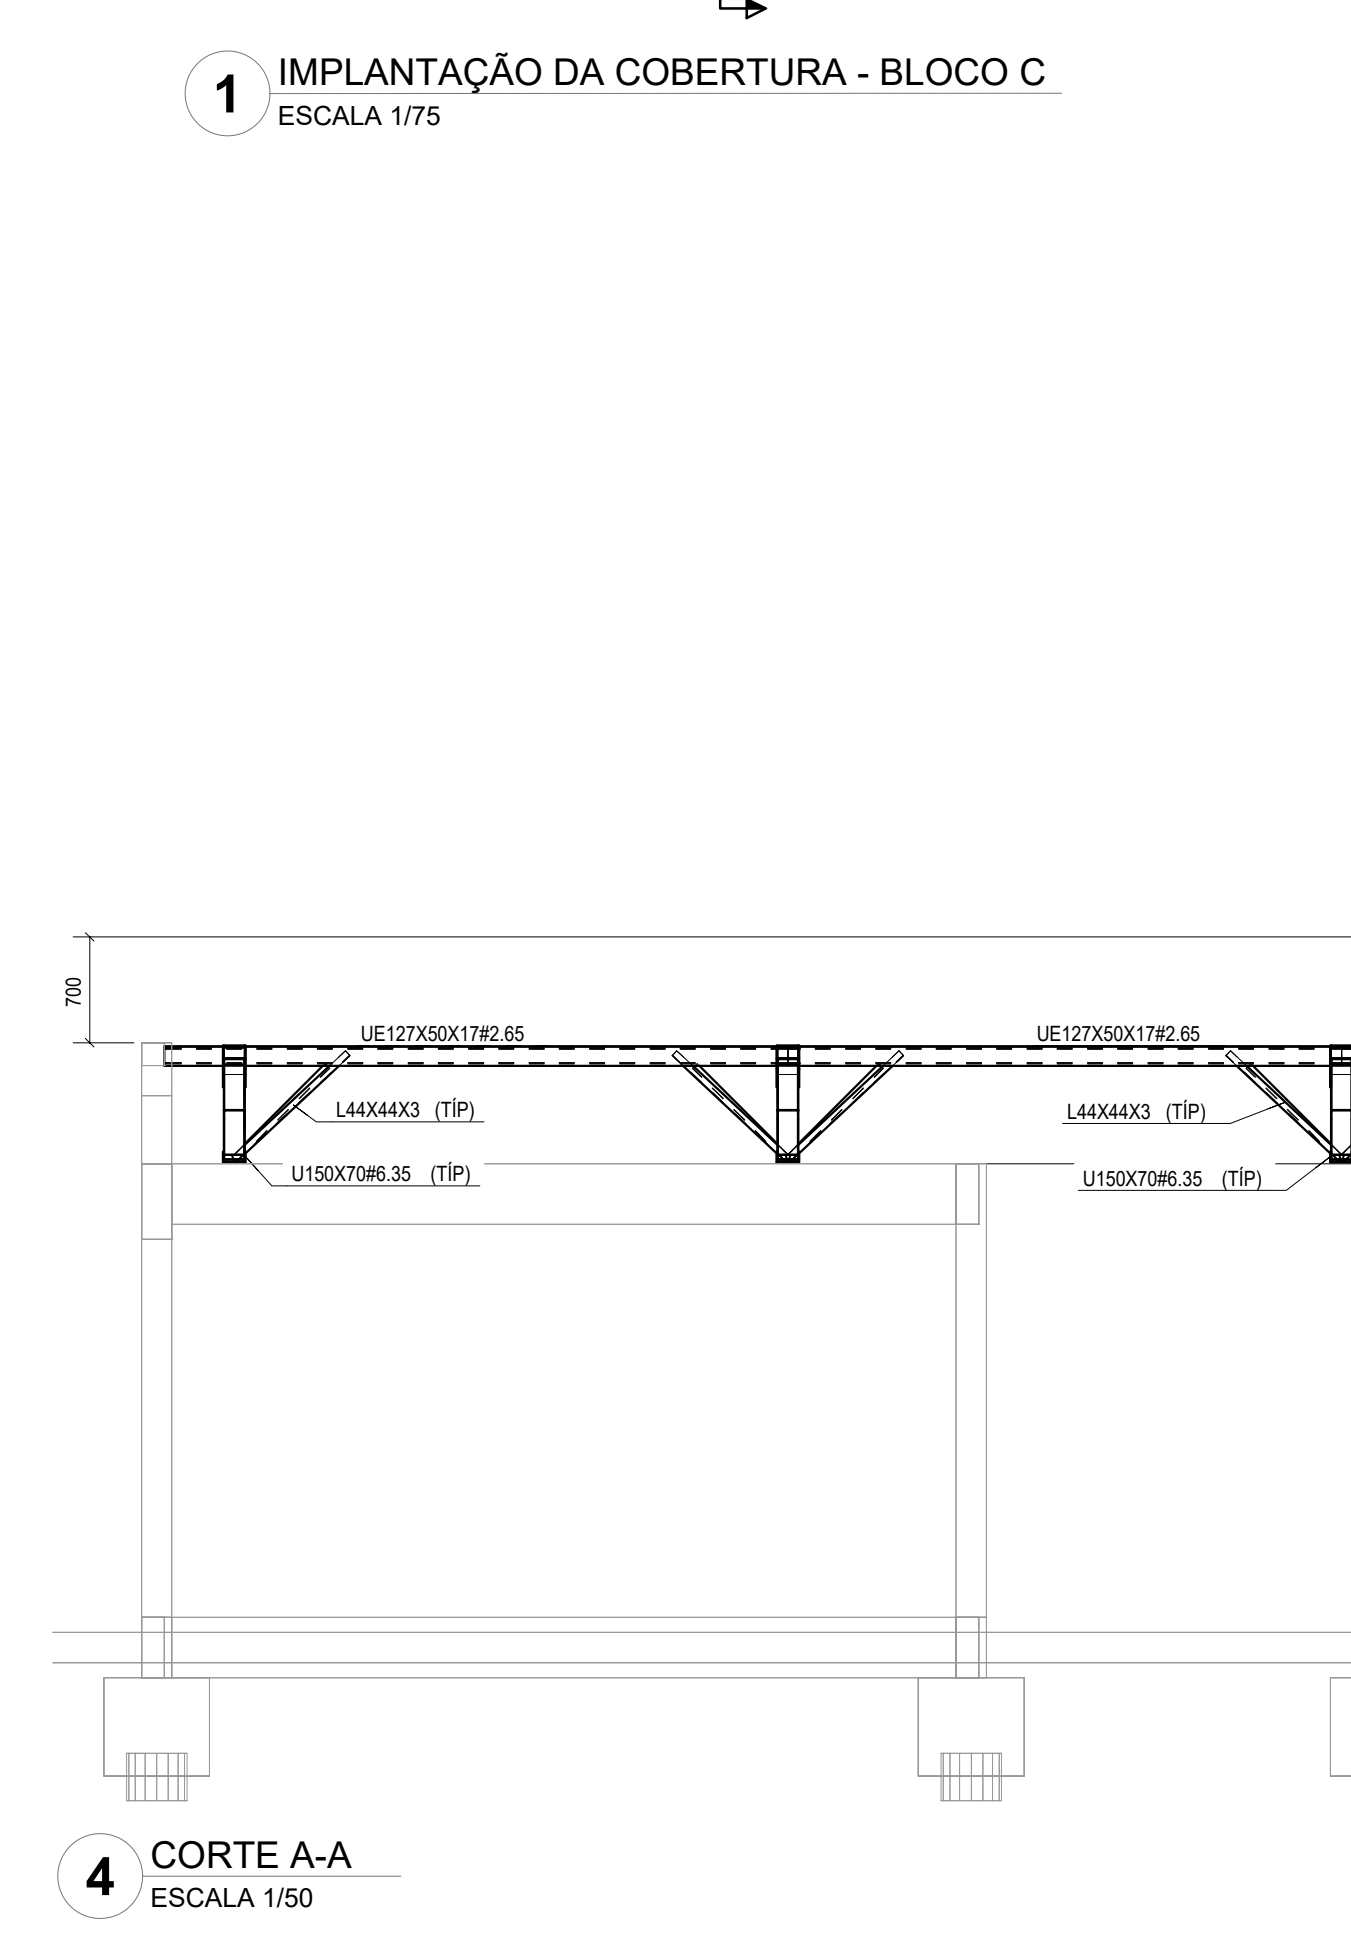 1
IMPLANTAÇÃO DA COBERTURA - BLOCO C
ESCALA 1/75
700
UE127X50X17#2.65
UE127X50X17#2.65
L44X44X3 (TÍP)
L44X44X3 (TÍP)
U150X70#6.35 (TÍP)
U150X70#6.35 (TÍP)
4
CORTE A-A
ESCALA 1/50